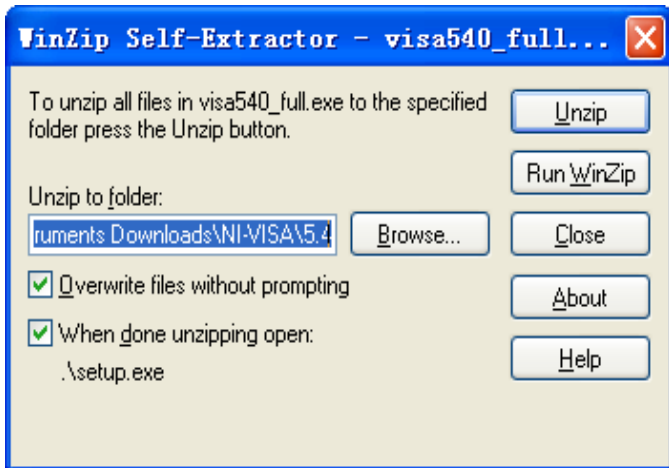 WinZip Self-Extractor - visa540_full...
To unzip all files in visa540_full.exe to the specified
folder press the Unzip button.
Unzip
Run WinZip
Unzip to folder:
ruments Downloads\NI-VISA\5.4
Browse...
Close
Overwrite files without prompting
About
When done unzipping open:
.\setup.exe
Help